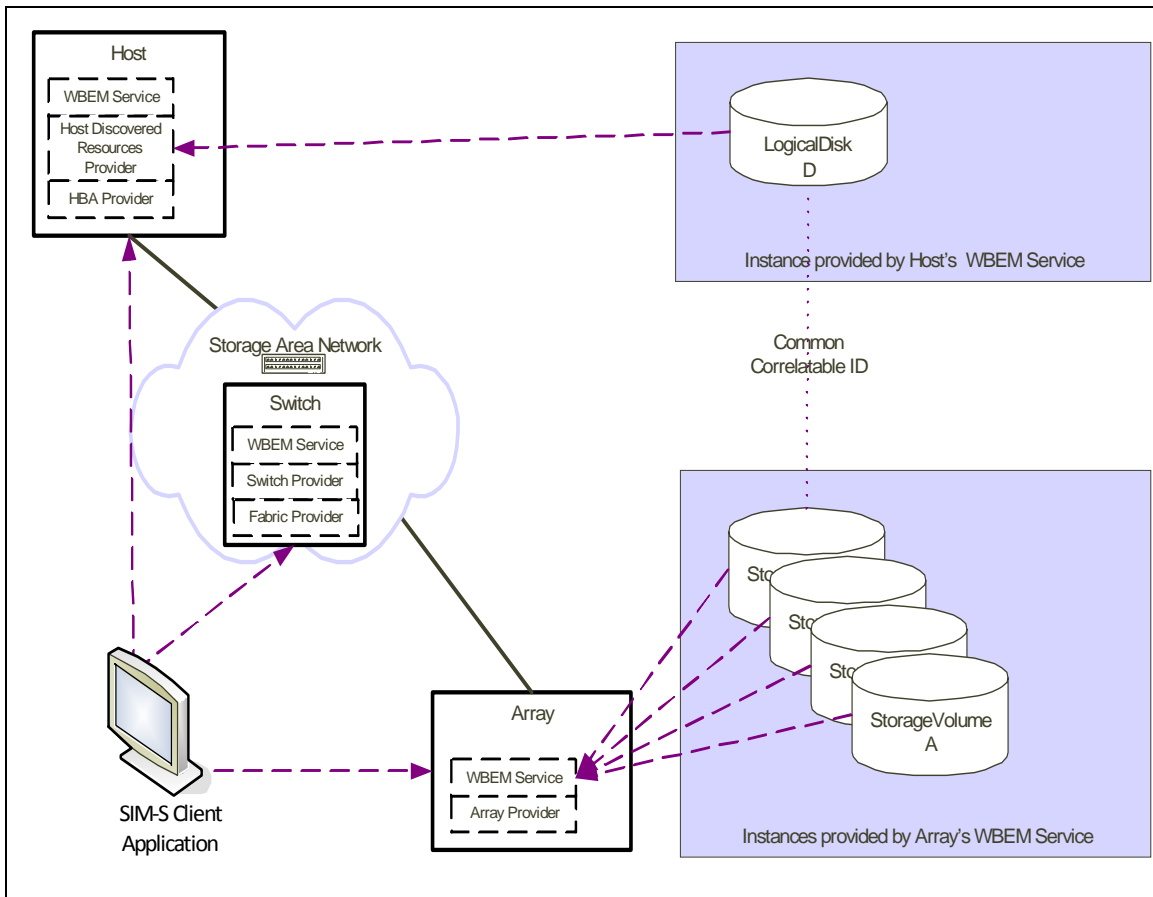 Host
WBEM Service
Host Discovered
Resources
Provider
HBA Provider
LogicalDisk
D
Instance provided by Host's WBEM Service
Common
Correlatable ID
Storage Area Network
Switch
WBEM Service
Switch Provider
Fabric Provider
SIM-S Client
Application
Array
WBEM Service
Array Provider
Sto
Sto
Sto
StorageVolume
A
Instances provided by Array's WBEM Service